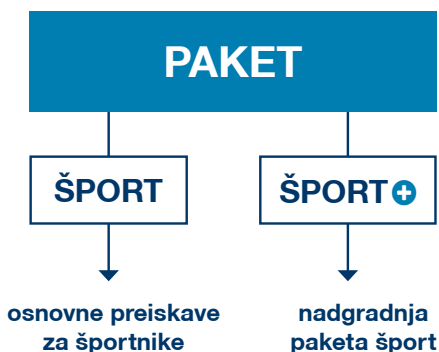 PAKET
ŠPORT
ŠPORT+
osnovne preiskave
za športnike
nadgradnja
paketa šport